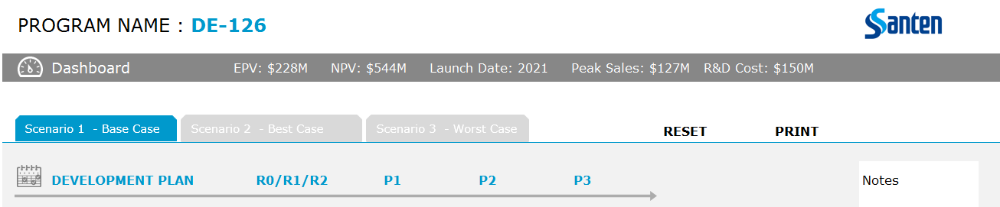 PROGRAM NAME : DE-126
Santen
Dashboard EPV: $228M NPV: $544M Launch Date: 2021 Peak Sales: $127M R&D Cost: $150M
Scenario 1 - Base Case Scenario 2 - Best Case Scenario 3 - Worst Case RESET PRINT
DEVELOPMENT PLAN R0/R1/R2 P1 P2 P3 Notes